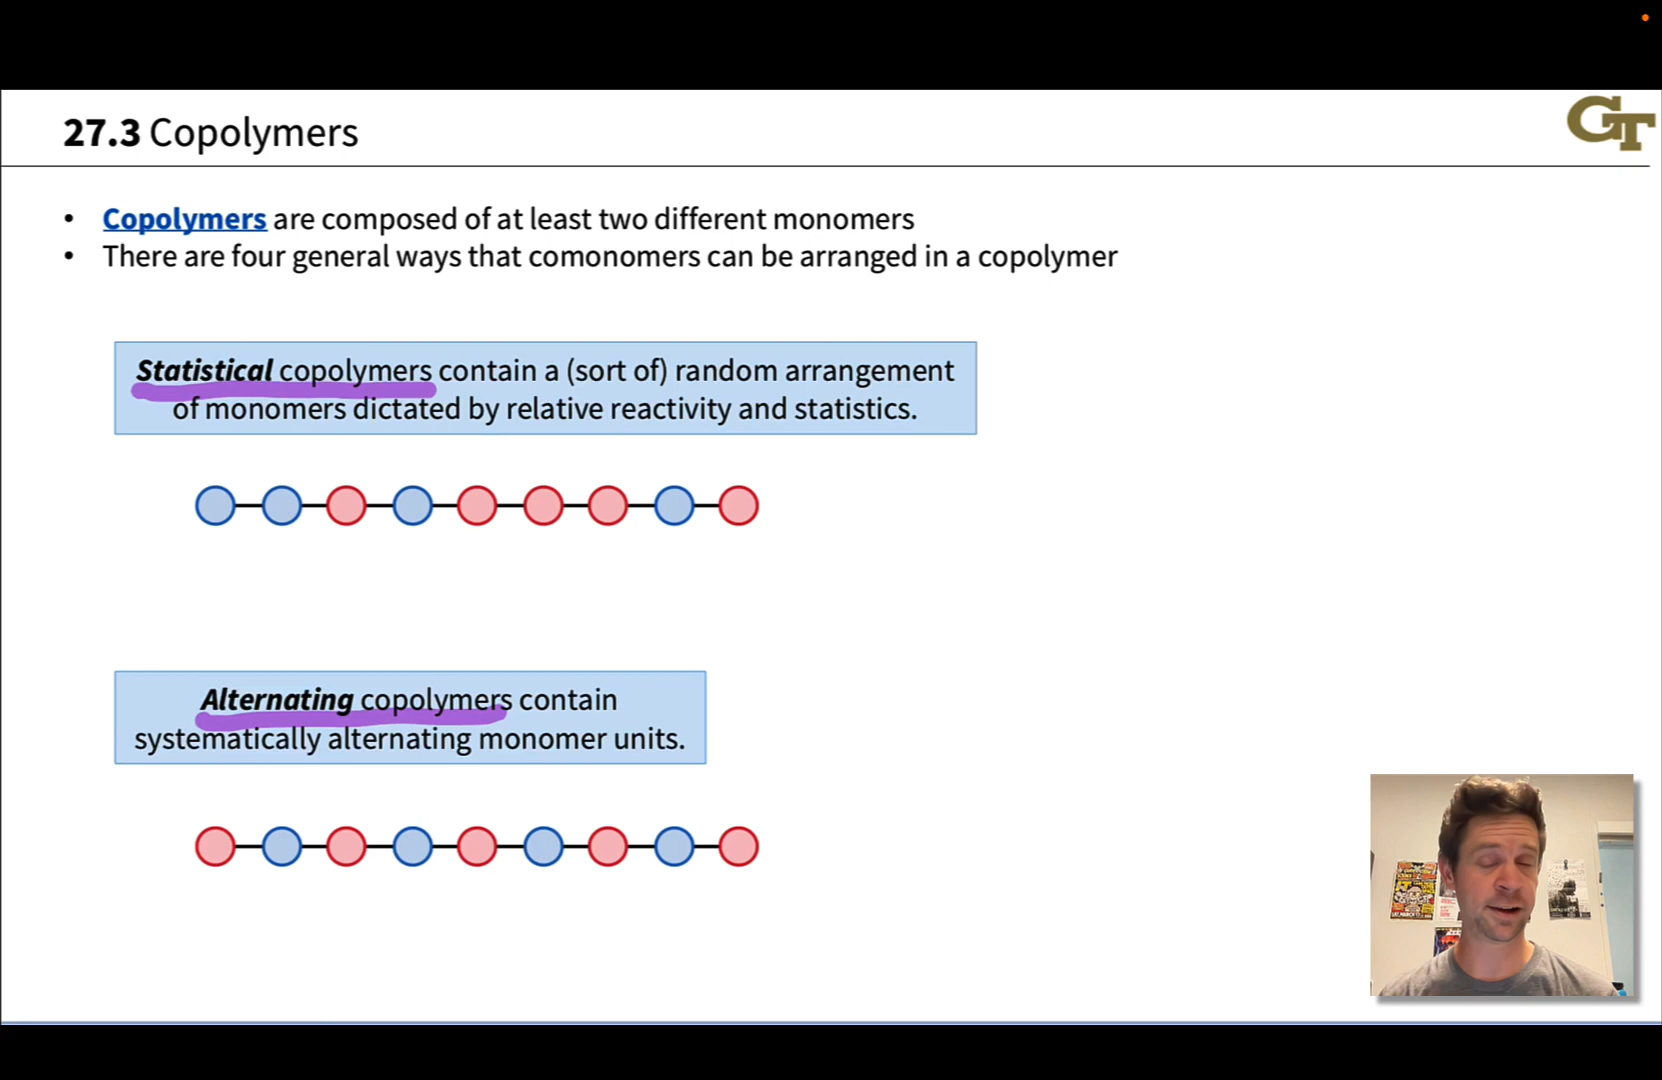 27.3 Copolymers
GT
• Copolymers are composed of at least two different monomers
• There are four general ways that comonomers can be arranged in a copolymer
Statistical copolymers contain a (sort of) random arrangement
of monomers dictated by relative reactivity and statistics.
Alternating copolymers contain
systematically alternating monomer units.